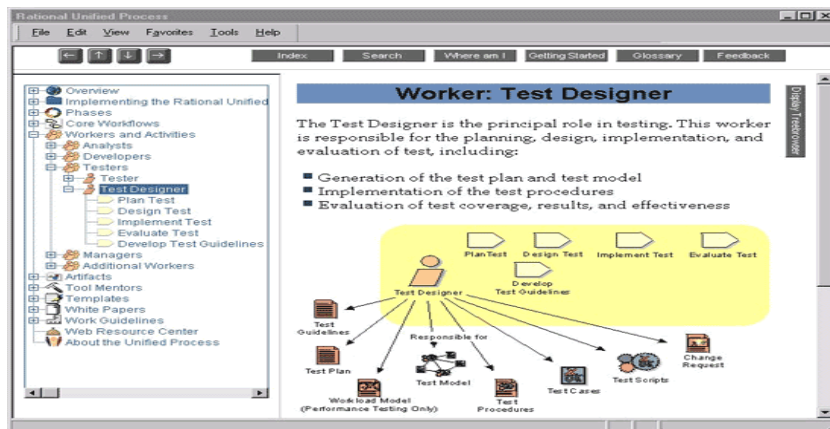 Rational Unified Process
File Edit View Favorites Tools Help
Index Search Where am I Getting Started Glossary Feedback
Overview
Implementing the Rational Unified
Phases
Core Workflows
Workers and Activities
Analysts
Developers
Testers
Tester
Test Designer
Plan Test
Design Test
Implement Test
Evaluate Test
Develop Test Guidelines
Managers
Additional Workers
Artifacts
Tool Mentors
Templates
White Papers
Work Guidelines
Web Resource Center
About the Unified Process
Worker: Test Designer
Display Treebrowser
The Test Designer is the principal role in testing. This worker
is responsible for the planning, design, implementation, and
evaluation of test, including:
Generation of the test plan and test model
Implementation of the test procedures
Evaluation of test coverage, results, and effectiveness
PlanTest Design Test Implement Test Evaluate Test
Develop
Test Guidelines
Test Designer
Test
Guidelines
Responsible for
Change
Request
Test Plan
Test Model
Test Cases
Test Scripts
Workload Model
(Performance Testing Only)
Test
Procedures